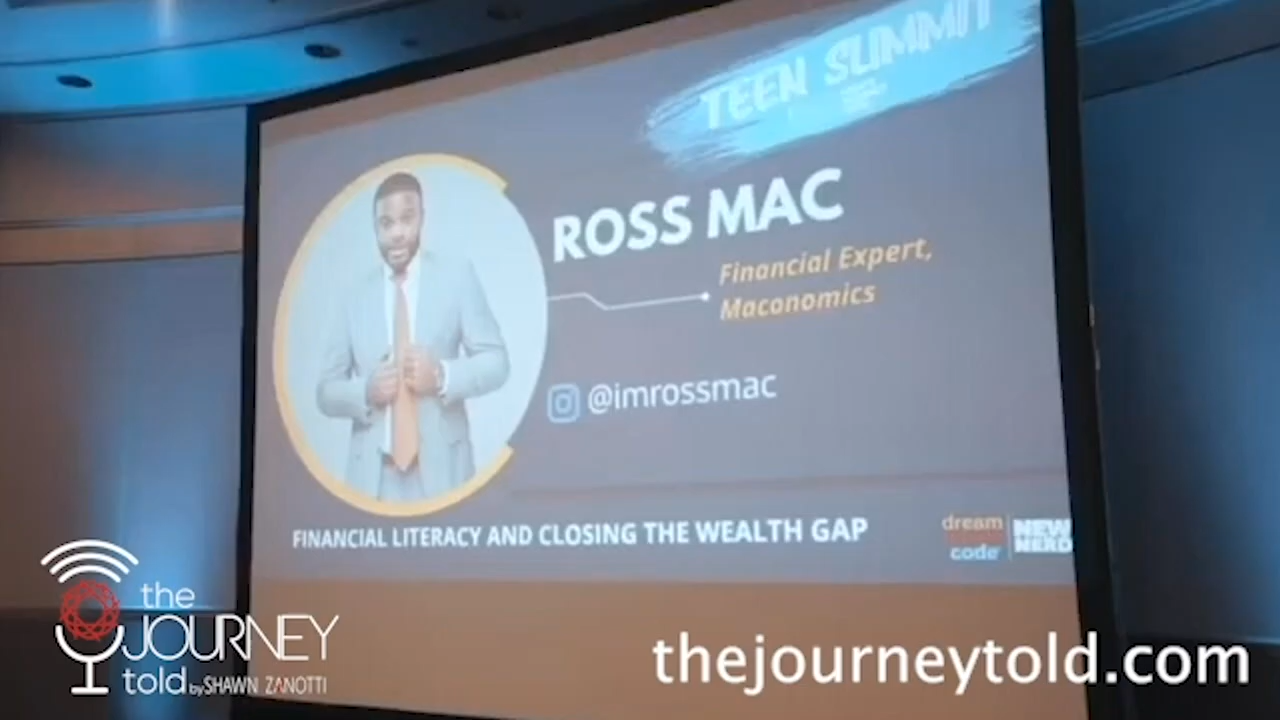 TEEN SUMMIT
ROSS MAC
Financial Expert,
Maconomics
@imrossmac
FINANCIAL LITERACY AND CLOSING THE WEALTH GAP
dream
code
NEW
NERD
the
JOURNEY
told by SHAWN ZANOTTI
thejourneytold.com